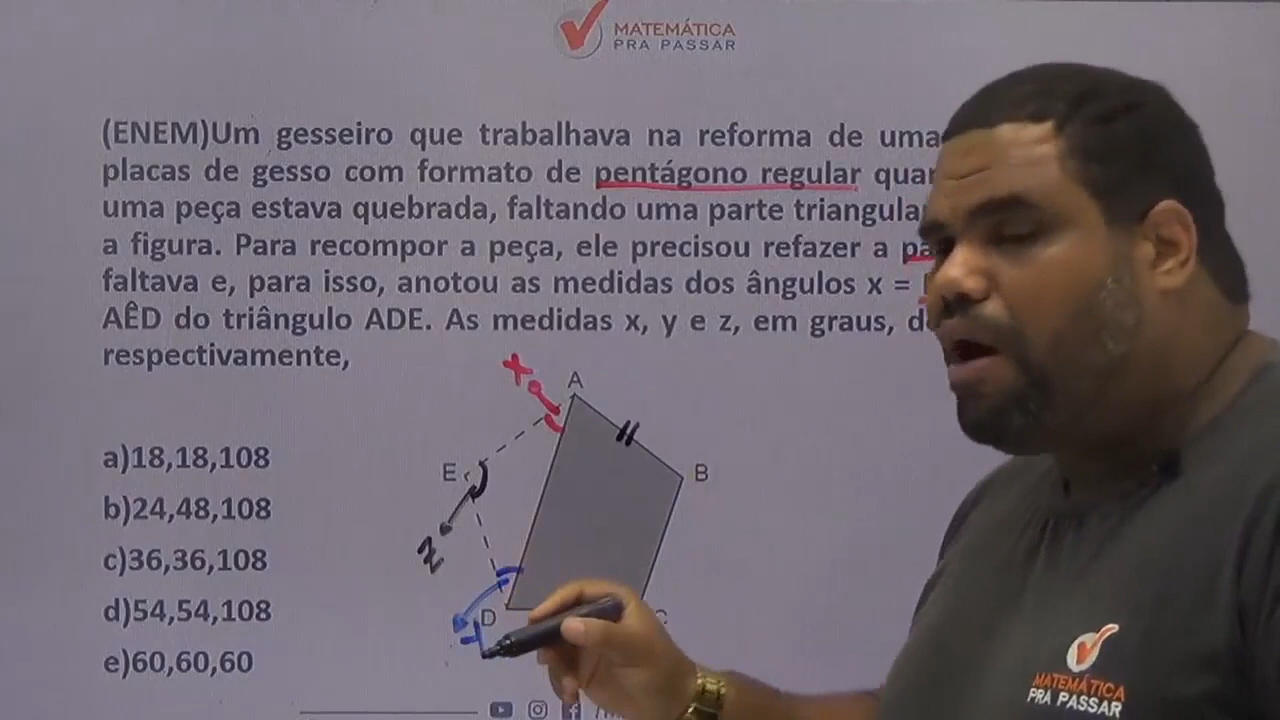 MATEMÁTICA
PRA PASSAR
(ENEM)Um gesseiro que trabalhava na reforma de uma
placas de gesso com formato de pentágono regular
uma peça estava quebrada, faltando uma parte
a figura. Para recompor a peça, ele precisou refazer a
faltava e, para isso, anotou as medidas dos ângulos x =
AÊD do triângulo ADE. As medidas x, y e z, em graus,
respectivamente,
x
A
a)18,18,108
E
B
b)24,48,108
z
c)36,36,108
d)54,54,108
D
C
y
e)60,60,60
MATEMÁTICA
PRA PASSAR